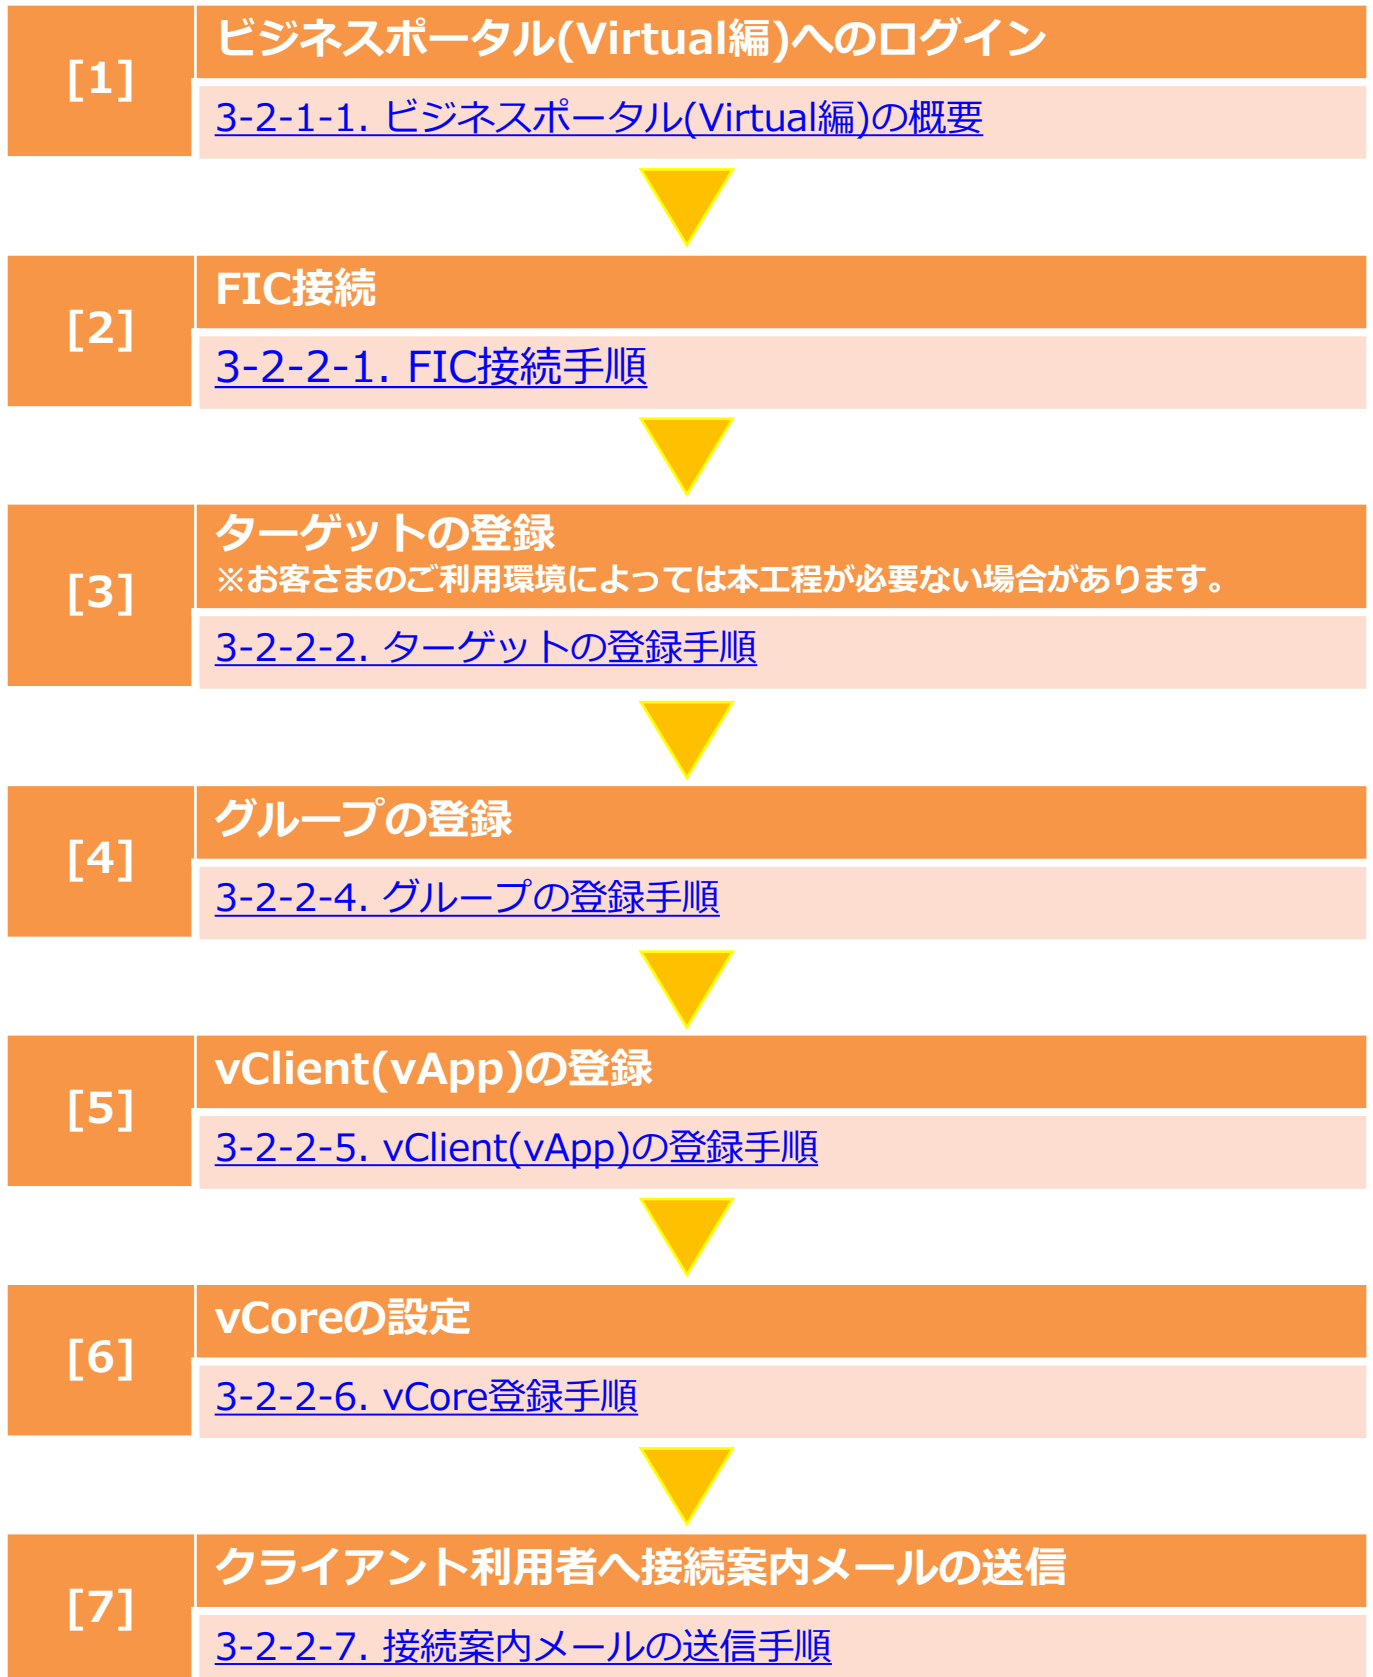 [1]
ビジネスポータル(Virtual編)へのログイン
3-2-1-1. ビジネスポータル(Virtual編)の概要
[2]
FIC接続
3-2-2-1. FIC接続手順
[3]
ターゲットの登録
※お客さまのご利用環境によっては本工程が必要ない場合があります。
3-2-2-2. ターゲットの登録手順
[4]
グループの登録
3-2-2-4. グループの登録手順
[5]
vClient(vApp)の登録
3-2-2-5. vClient(vApp)の登録手順
[6]
vCoreの設定
3-2-2-6. vCore登録手順
[7]
クライアント利用者へ接続案内メールの送信
3-2-2-7. 接続案内メールの送信手順